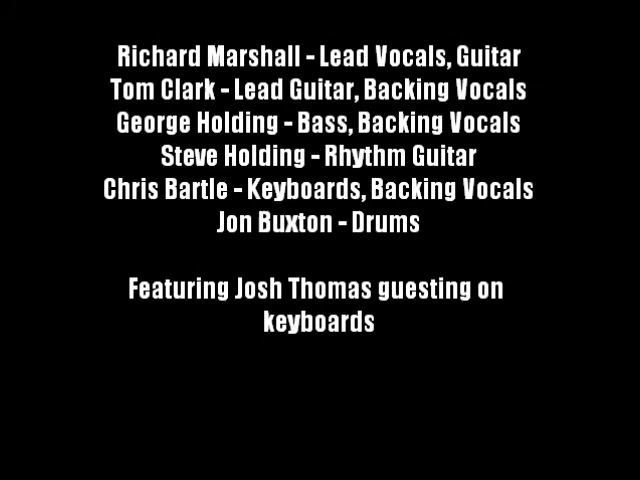 Richard Marshall - Lead Vocals, Guitar
Tom Clark - Lead Guitar, Backing Vocals
George Holding - Bass, Backing Vocals
Steve Holding - Rhythm Guitar
Chris Bartle - Keyboards, Backing Vocals
Jon Buxton - Drums
Featuring Josh Thomas guesting on
keyboards